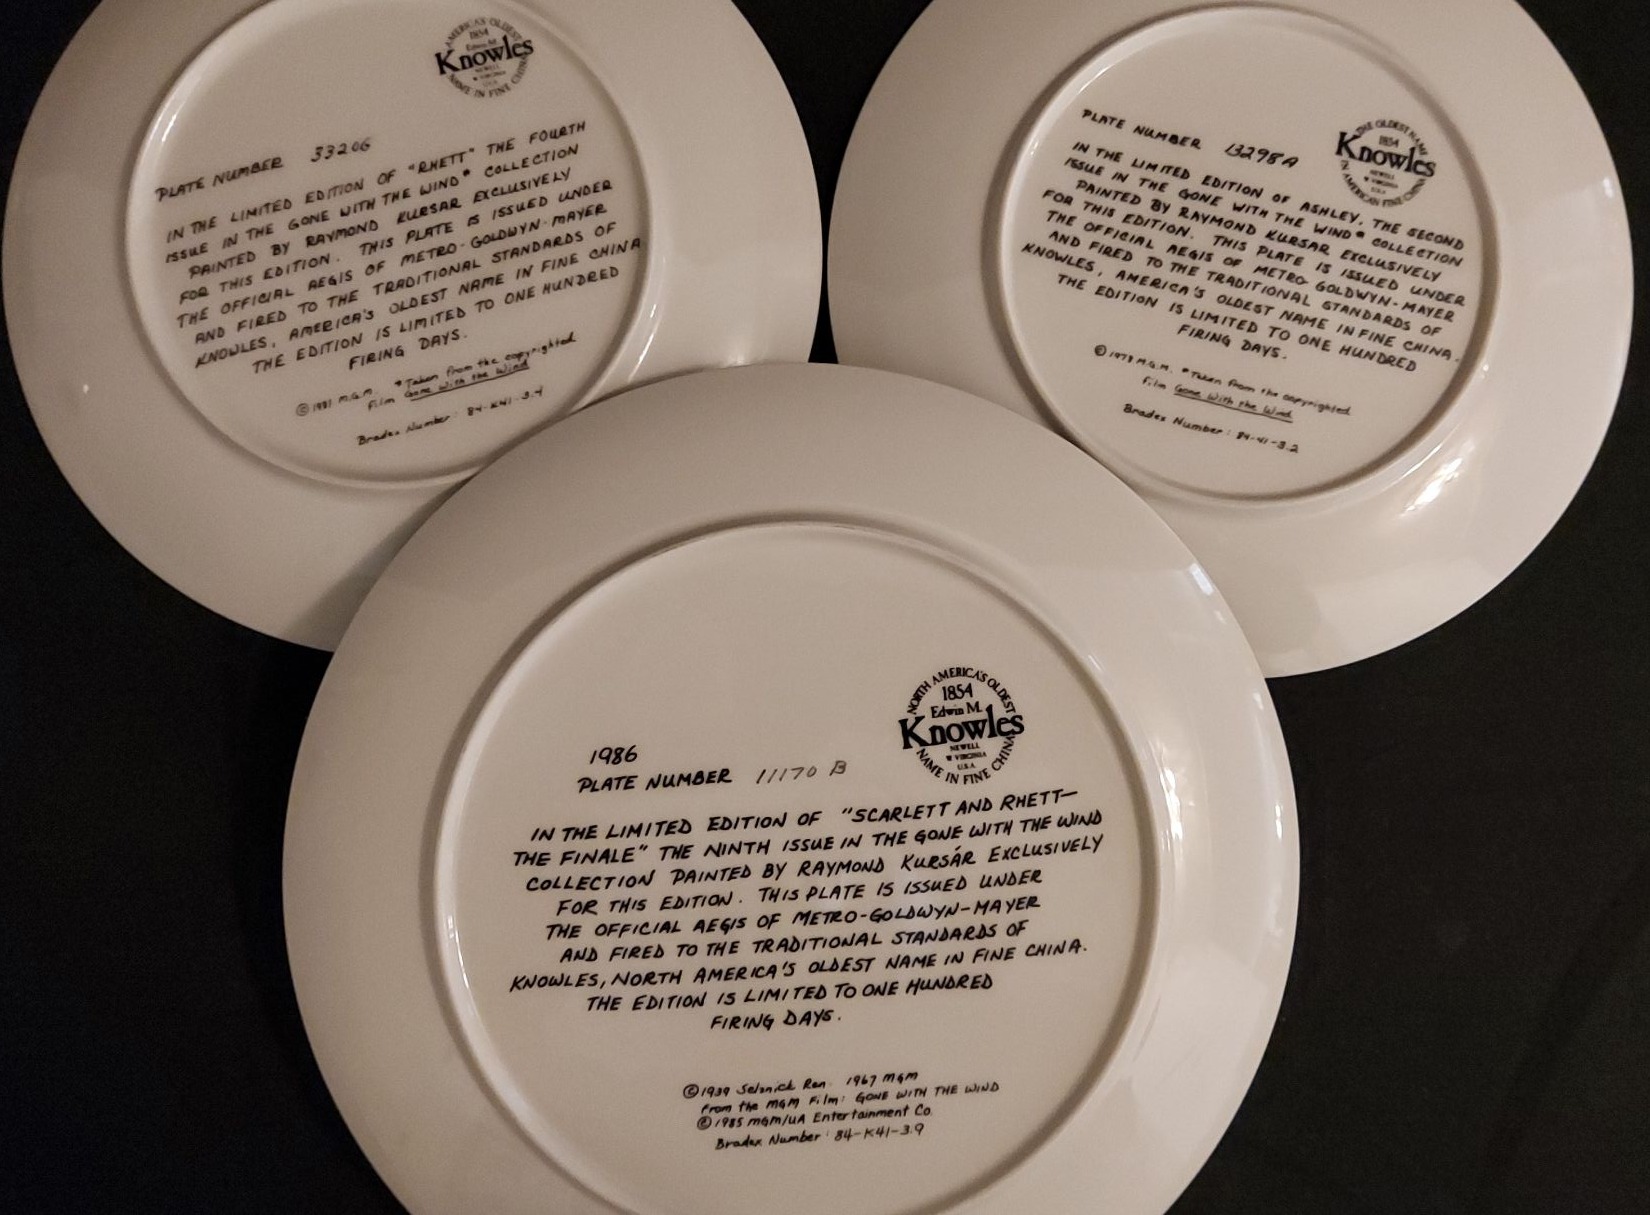 AMERICA'S OLDEST
1854
Edwin M.
Knowles
NEWELL
W VIRGINIA
U.S.A.
NAME IN FINE CHINA
PLATE NUMBER 3320G
IN THE LIMITED EDITION OF "RHETT" THE FOURTH
ISSUE IN THE GONE WITH THE WIND* COLLECTION
PAINTED BY RAYMOND KURSAR EXCLUSIVELY
FOR THIS EDITION. THIS PLATE IS ISSUED UNDER
THE OFFICIAL AEGIS OF METRO-GOLDWYN-MAYER
AND FIRED TO THE TRADITIONAL STANDARDS OF
KNOWLES, AMERICA'S OLDEST NAME IN FINE CHINA
THE EDITION IS LIMITED TO ONE HUNDRED
FIRING DAYS.
© 1981 M.G.M. *Taken from the copyrighted
film Gone With the Wind
Bradex Number: 84-K41-3.4
THE OLDEST NAME
1854
Knowles
NEWELL
W VIRGINIA
U.S.A.
IN AMERICAN FINE CHINA
PLATE NUMBER 13298A
IN THE LIMITED EDITION OF ASHLEY, THE SECOND
ISSUE IN THE GONE WITH THE WIND* COLLECTION
PAINTED BY RAYMOND KURSAR EXCLUSIVELY
FOR THIS EDITION. THIS PLATE IS ISSUED UNDER
THE OFFICIAL AEGIS OF METRO-GOLDWYN-MAYER
AND FIRED TO THE TRADITIONAL STANDARDS OF
KNOWLES, AMERICA'S OLDEST NAME IN FINE CHINA.
THE EDITION IS LIMITED TO ONE HUNDRED
FIRING DAYS.
© 1978 M.G.M. *Taken from the copyrighted
film Gone With the Wind
Bradex Number: 84-41-3.2
NORTH AMERICA'S OLDEST
1854
Edwin M.
Knowles
NEWELL
W VIRGINIA
U.S.A.
NAME IN FINE CHINA
1986
PLATE NUMBER 11170 B
IN THE LIMITED EDITION OF "SCARLETT AND RHETT—
THE FINALE" THE NINTH ISSUE IN THE GONE WITH THE WIND
COLLECTION PAINTED BY RAYMOND KURSÁR EXCLUSIVELY
FOR THIS EDITION. THIS PLATE IS ISSUED UNDER
THE OFFICIAL AEGIS OF METRO-GOLDWYN-MAYER
AND FIRED TO THE TRADITIONAL STANDARDS OF
KNOWLES, NORTH AMERICA'S OLDEST NAME IN FINE CHINA.
THE EDITION IS LIMITED TO ONE HUNDRED
FIRING DAYS.
© 1939 Selznick Ren. 1967 MGM
From the MGM Film: GONE WITH THE WIND
© 1985 MGM/UA Entertainment Co.
Bradex Number: 84-K41-3.9